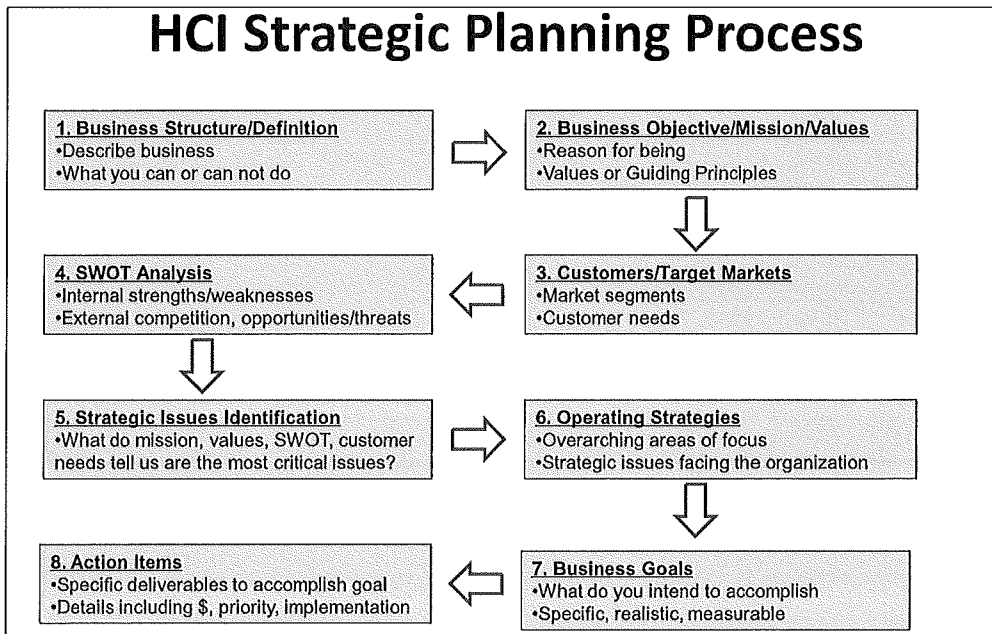 HCI Strategic Planning Process
1. Business Structure/Definition
•Describe business
•What you can or can not do
2. Business Objective/Mission/Values
•Reason for being
•Values or Guiding Principles
3. Customers/Target Markets
•Market segments
•Customer needs
4. SWOT Analysis
•Internal strengths/weaknesses
•External competition, opportunities/threats
5. Strategic Issues Identification
•What do mission, values, SWOT, customer
needs tell us are the most critical issues?
6. Operating Strategies
•Overarching areas of focus
•Strategic issues facing the organization
7. Business Goals
•What do you intend to accomplish
•Specific, realistic, measurable
8. Action Items
•Specific deliverables to accomplish goal
•Details including $, priority, implementation